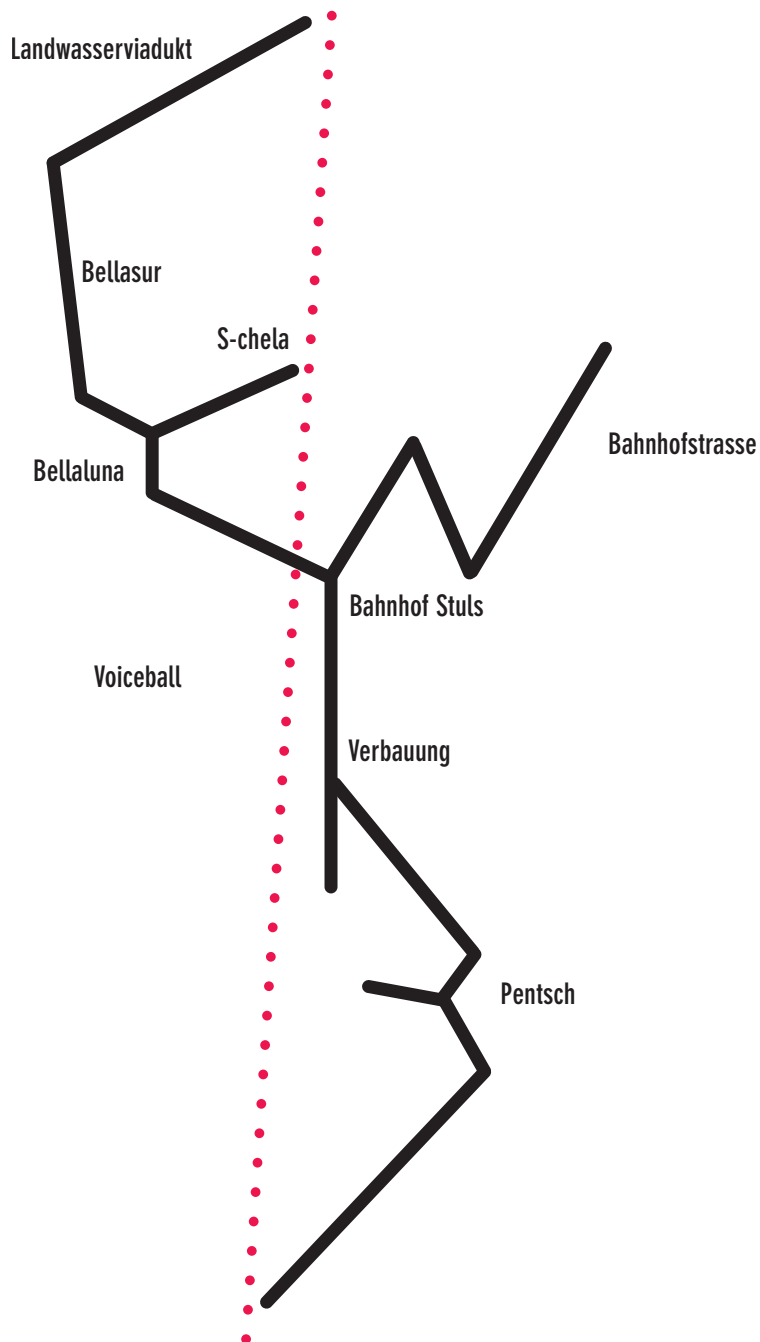 Landwasserviadukt
Bellasur
S-chela
Bahnhofstrasse
Bellaluna
Bahnhof Stuls
Voiceball
Verbauung
Pentsch